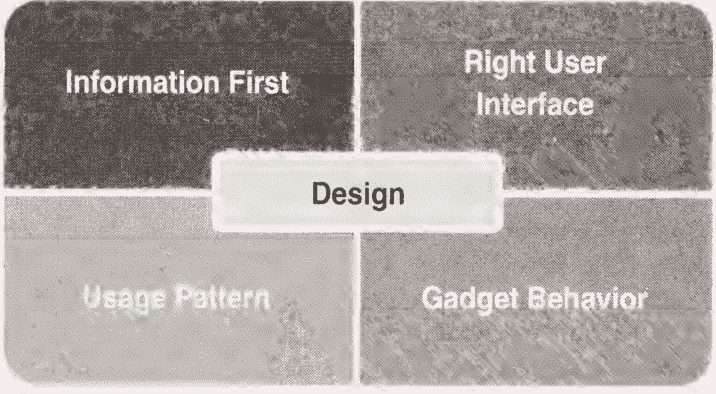 Information First
Right User
Interface
Design
Usage Pattern
Gadget Behavior